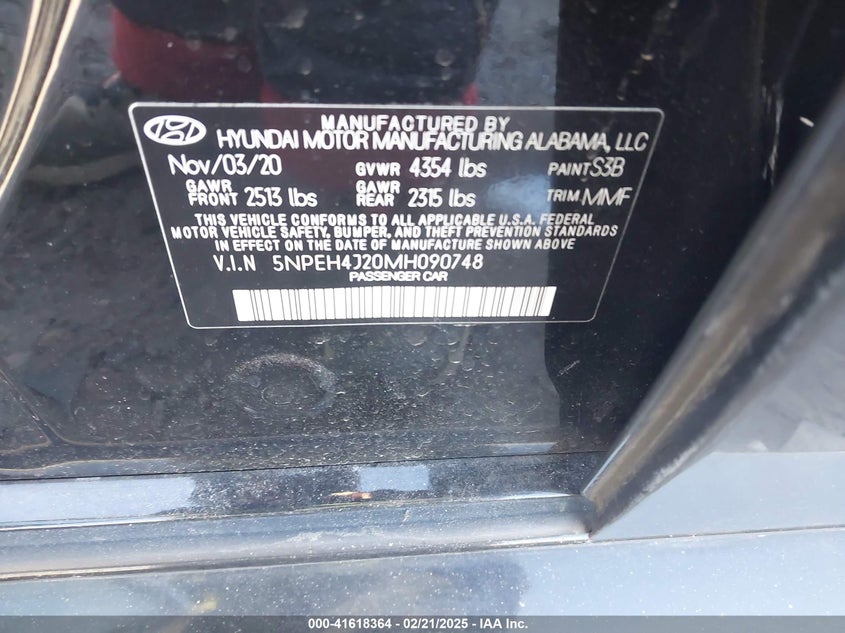 MANUFACTURED BY
HYUNDAI MOTOR MANUFACTURING ALABAMA, LLC
Nov/03/20 GVWR 4354 lbs PAINT S3B
GAWR FRONT 2513 lbs GAWR REAR 2315 lbs TRIM MMF
THIS VEHICLE CONFORMS TO ALL APPLICABLE U.S.A. FEDERAL
MOTOR VEHICLE SAFETY, BUMPER, AND THEFT PREVENTION STANDARDS
IN EFFECT ON THE DATE OF MANUFACTURE SHOWN ABOVE
V.I.N 5NPEH4J20MH090748
PASSENGER CAR
000-41618364 - 02/21/2025 - IAA Inc.